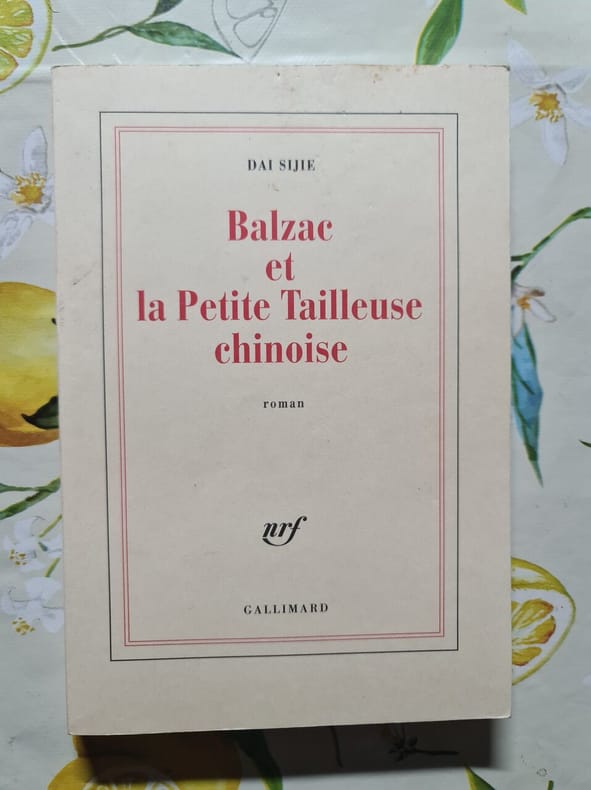 DAI SIJIE
Balzac
et
la Petite Tailleuse
chinoise
roman
nrf
GALLIMARD